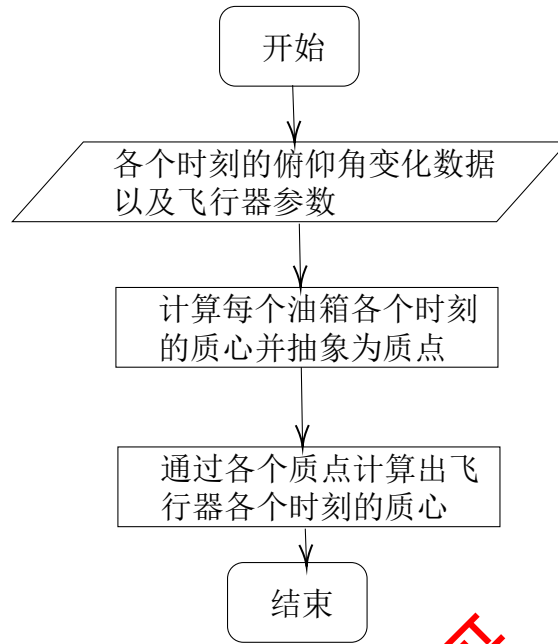 开始
各个时刻的俯仰角变化数据
以及飞行器参数
计算每个油箱各个时刻
的质心并抽象为质点
通过各个质点计算出飞
行器各个时刻的质心
结束